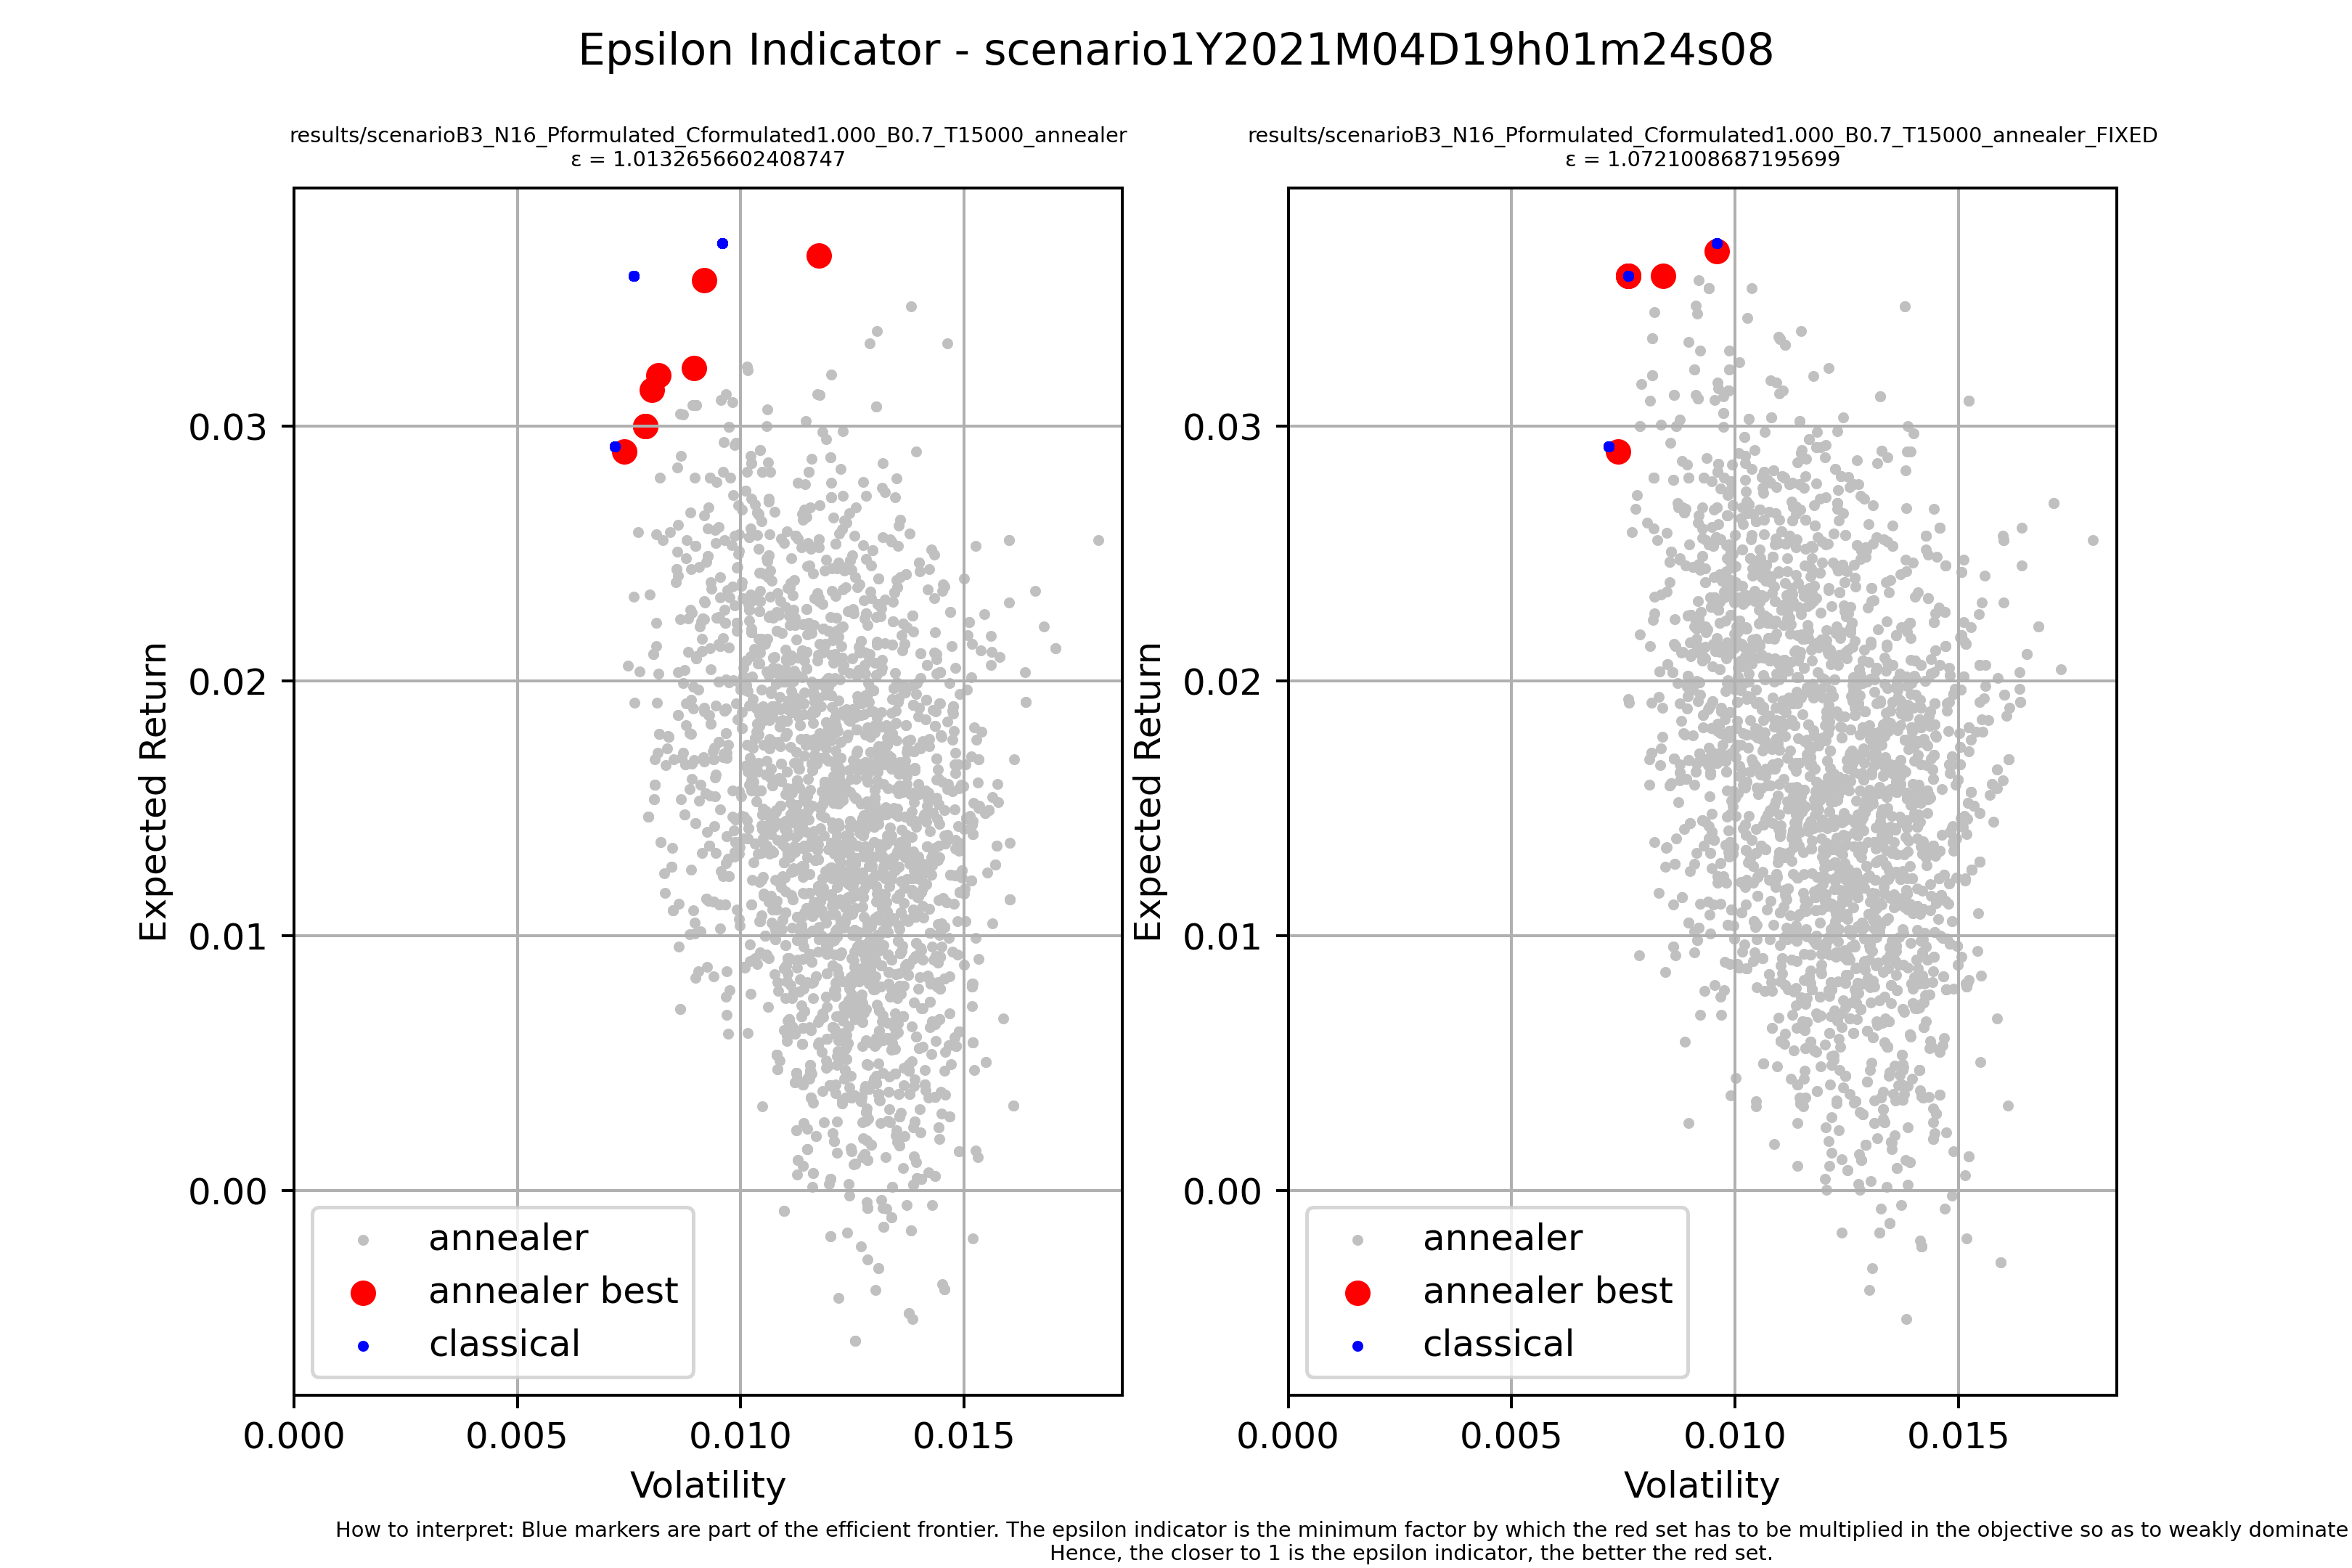 Epsilon Indicator - scenario1Y2021M04D19h01m24s08
results/scenarioB3_N16_Pformulated_Cformulated1.000_B0.7_T15000_annealer
ε = 1.0132656602408747
0.03
0.02
0.01
0.00
Expected Return
annealer
annealer best
classical
0.000
0.005
0.010
0.015
Volatility
results/scenarioB3_N16_Pformulated_Cformulated1.000_B0.7_T15000_annealer_FIXED
ε = 1.0721008687195699
0.03
0.02
0.01
0.00
Expected Return
annealer
annealer best
classical
0.000
0.005
0.010
0.015
Volatility
How to interpret: Blue markers are part of the efficient frontier. The epsilon indicator is the minimum factor by which the red set has to be multiplied in the objective so as to weakly dominate
Hence, the closer to 1 is the epsilon indicator, the better the red set.